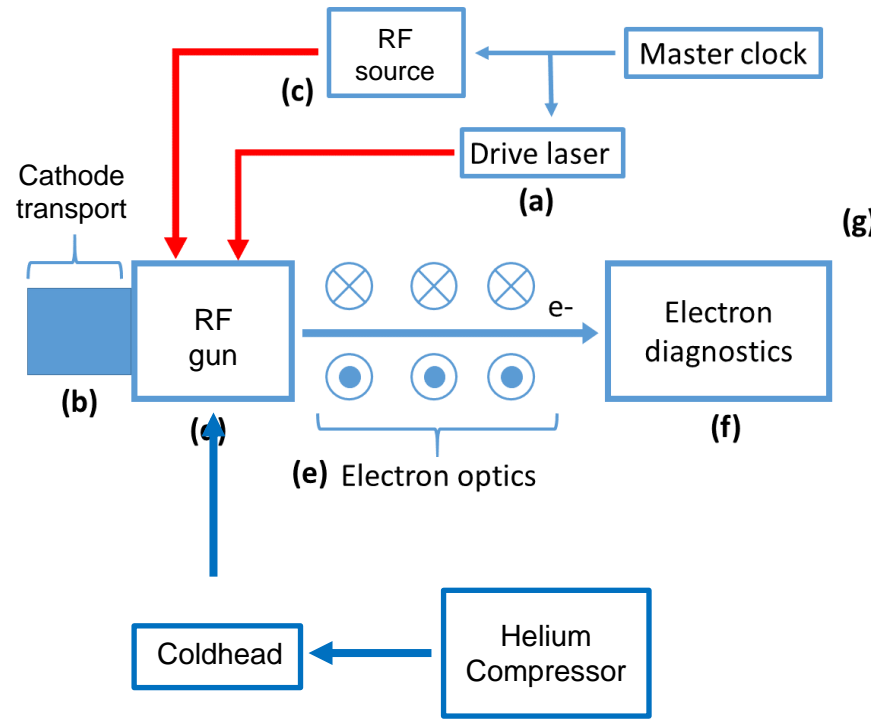 RF
source
Master clock
(c)
Drive laser
(a)
Cathode
transport
(g)
RF
gun
e-
Electron
diagnostics
(b)
(f)
(e) Electron optics
Coldhead
Helium
Compressor